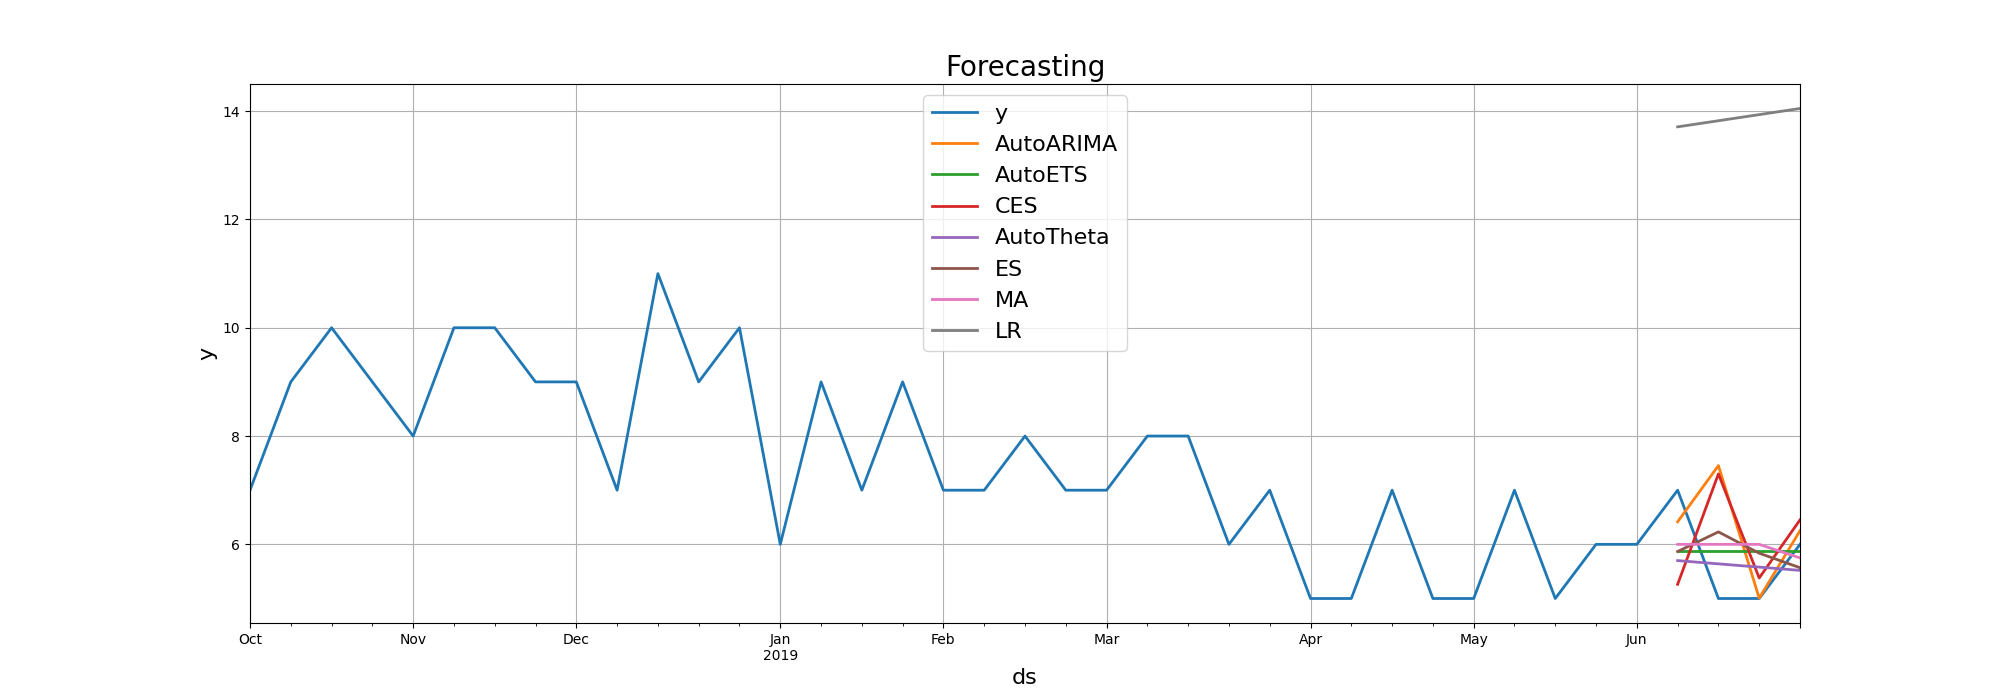 Forecasting
y
AutoARIMA
AutoETS
CES
AutoTheta
ES
MA
LR
14
12
10
8
6
y
Oct Nov Dec Jan Feb Mar Apr May Jun
2019
ds